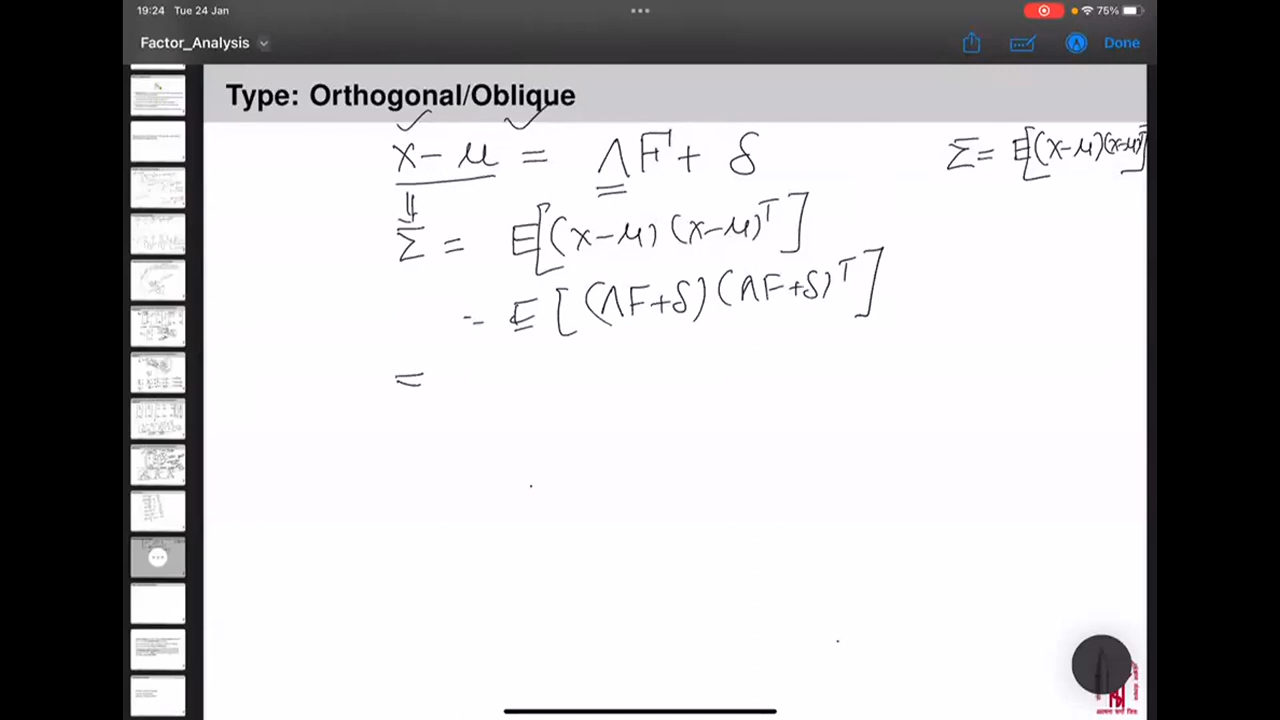 19:24 Tue 24 Jan
75%
Factor_Analysis
Done
Type: Orthogonal/Oblique
x - μ = ΛF + δ
Σ = E[(x-μ)(x-μ)ᵀ]
Σ = E[(x-μ)(x-μ)ᵀ]
= E[(ΛF+δ)(ΛF+δ)ᵀ]
=